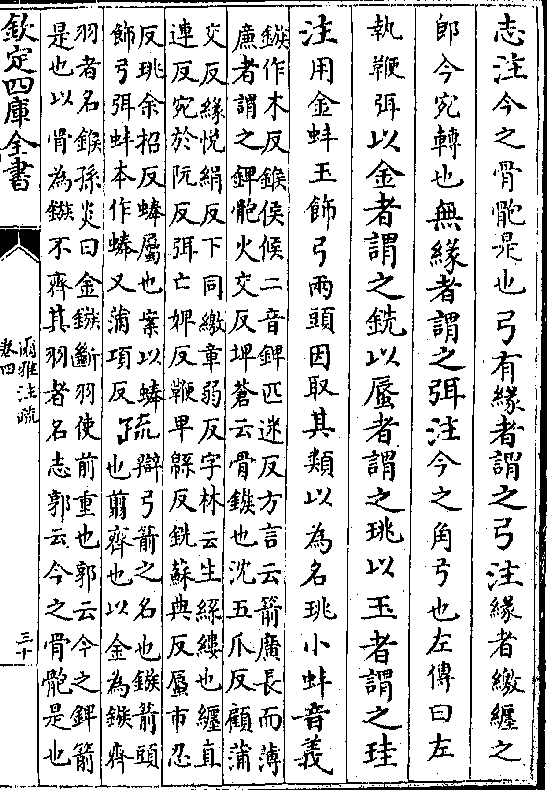 志注今之骨骲是也弓有緣者謂之弓注緣者繳纏之
郎今宛轉也無緣者謂之弭注今之角弓也左傳曰左
執鞭弭以金者謂之銑以蜃者謂之珧以玉者謂之珪
注用金蚌玉飾弓兩頭因取其類以為名珧小蚌音義
鏃作木反鍭侯候二音錍匹迷反方言云箭廣長而薄
廉者謂之錍骲火交反埤蒼云骨鏃也沈五爪反顧蒲
交反緣悅絹反下同繳章弱反字林云生絲縷也纏直
連反宛於阮反弭亡婢反鞭卑緜反銑蘇典反蜃市忍
反珧余招反蜯屬也案以蜯
飾弓弭蚌本作蜯又蒲項反
疏
辯弓箭之名也鏃箭頭
也翦齊也以金為鏃齊
羽者名鍭孫炎曰金鏑斷羽使前重也郭云今之錍箭
是也以骨為鏃不齊其羽者名志郭云今之骨骲是也
欽定四庫全書
爾雅注疏
卷四
三十